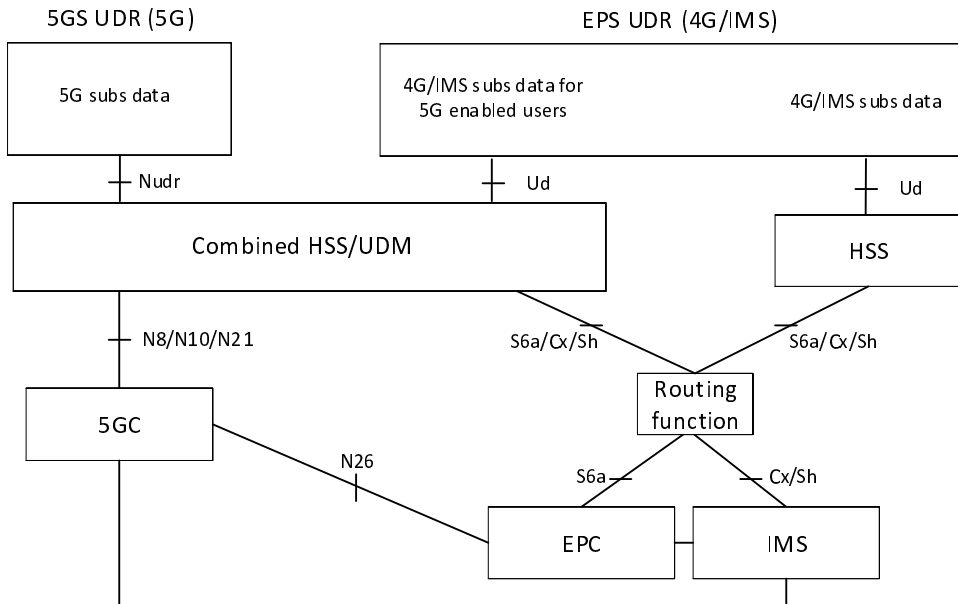 5GS UDR (5G)
EPS UDR (4G/IMS)
5G subs data
4G/IMS subs data for
5G enabled users
4G/IMS subs data
Nudr
Ud
Ud
Combined HSS/UDM
HSS
N8/N10/N21
S6a/Cx/Sh
S6a/Cx/Sh
Routing
function
5GC
N26
S6a
Cx/Sh
EPC
IMS